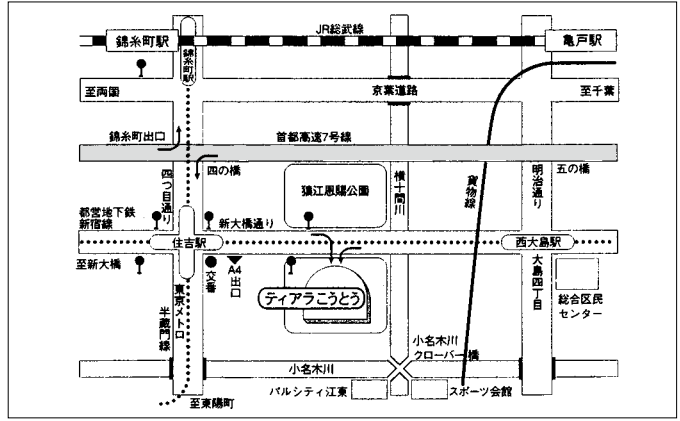 JR総武線
錦糸町駅
錦糸町駅
亀戸駅
至両国
京葉道路
至千葉
錦糸町出口
首都高速7号線
四の橋
五の橋
四つ目通り
猿江恩賜公園
横十間川
貨物線
明治通り
都営地下鉄
新宿線
新大橋通り
住吉駅
西大島駅
至新大橋
交番
A4
出口
ティアラこうとう
大島四丁目
総合区民
センター
東京メトロ
半蔵門線
小名木川
クローバー橋
小名木川
パルシティ江東
スポーツ会館
至東陽町